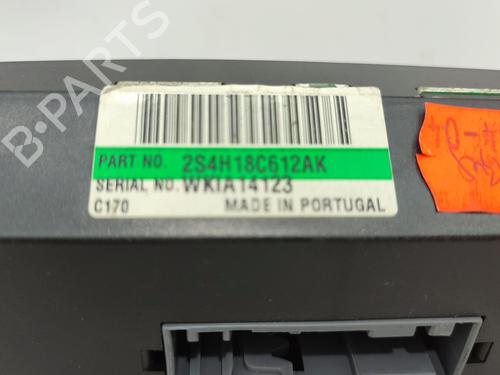 B-PARTS
PART NO. 2S4H18C612AK
SERIAL NO. WKIA14123
C170 MADE IN PORTUGAL